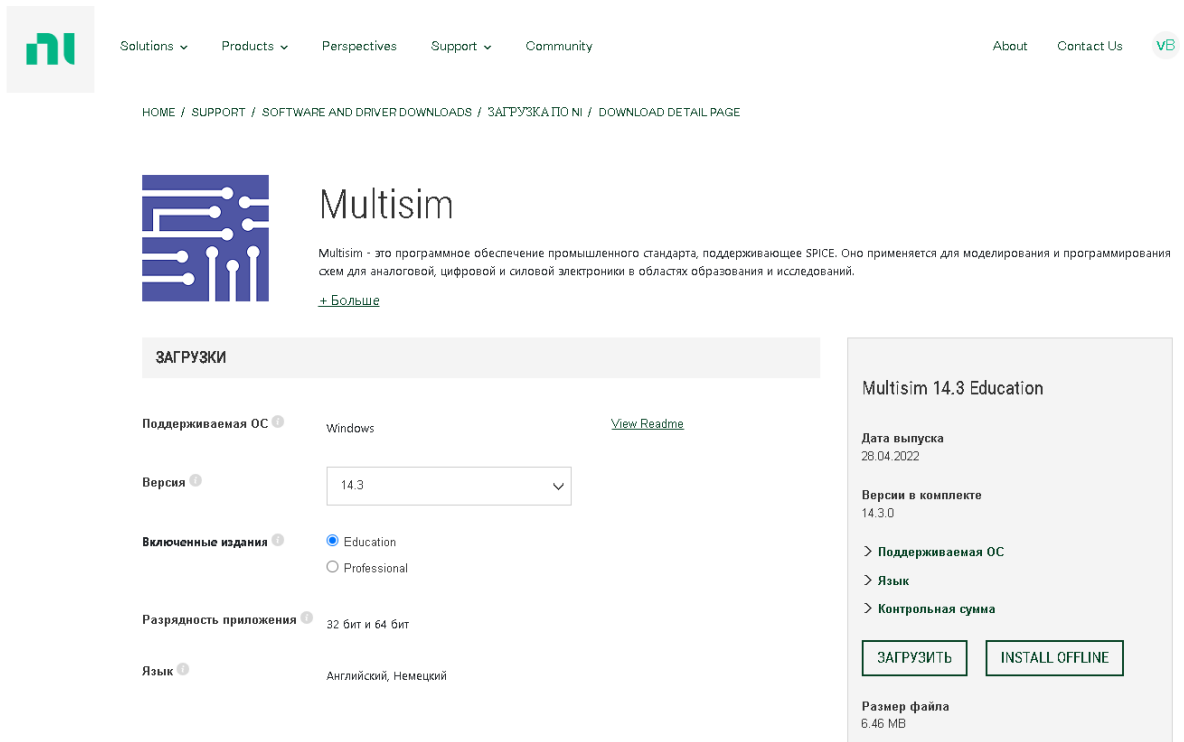 ni
Solutions Products Perspectives Support Community About Contact Us VB
HOME / SUPPORT / SOFTWARE AND DRIVER DOWNLOADS / ЗАГРУЗКА ПО NI / DOWNLOAD DETAIL PAGE
Multisim
Multisim - это программное обеспечение промышленного стандарта, поддерживающее SPICE. Оно применяется для моделирования и программирования
схем для аналоговой, цифровой и силовой электроники в областях образования и исследований.
+ Больше
ЗАГРУЗКИ
Поддерживаемая ОС
Windows
View Readme
Версия
14.3
Включенные издания
Education
Professional
Разрядность приложения
32 бит и 64 бит
Язык
Английский, Немецкий
Multisim 14.3 Education
Дата выпуска
28.04.2022
Версии в комплекте
14.3.0
> Поддерживаемая ОС
> Язык
> Контрольная сумма
ЗАГРУЗИТЬ INSTALL OFFLINE
Размер файла
6.46 MB